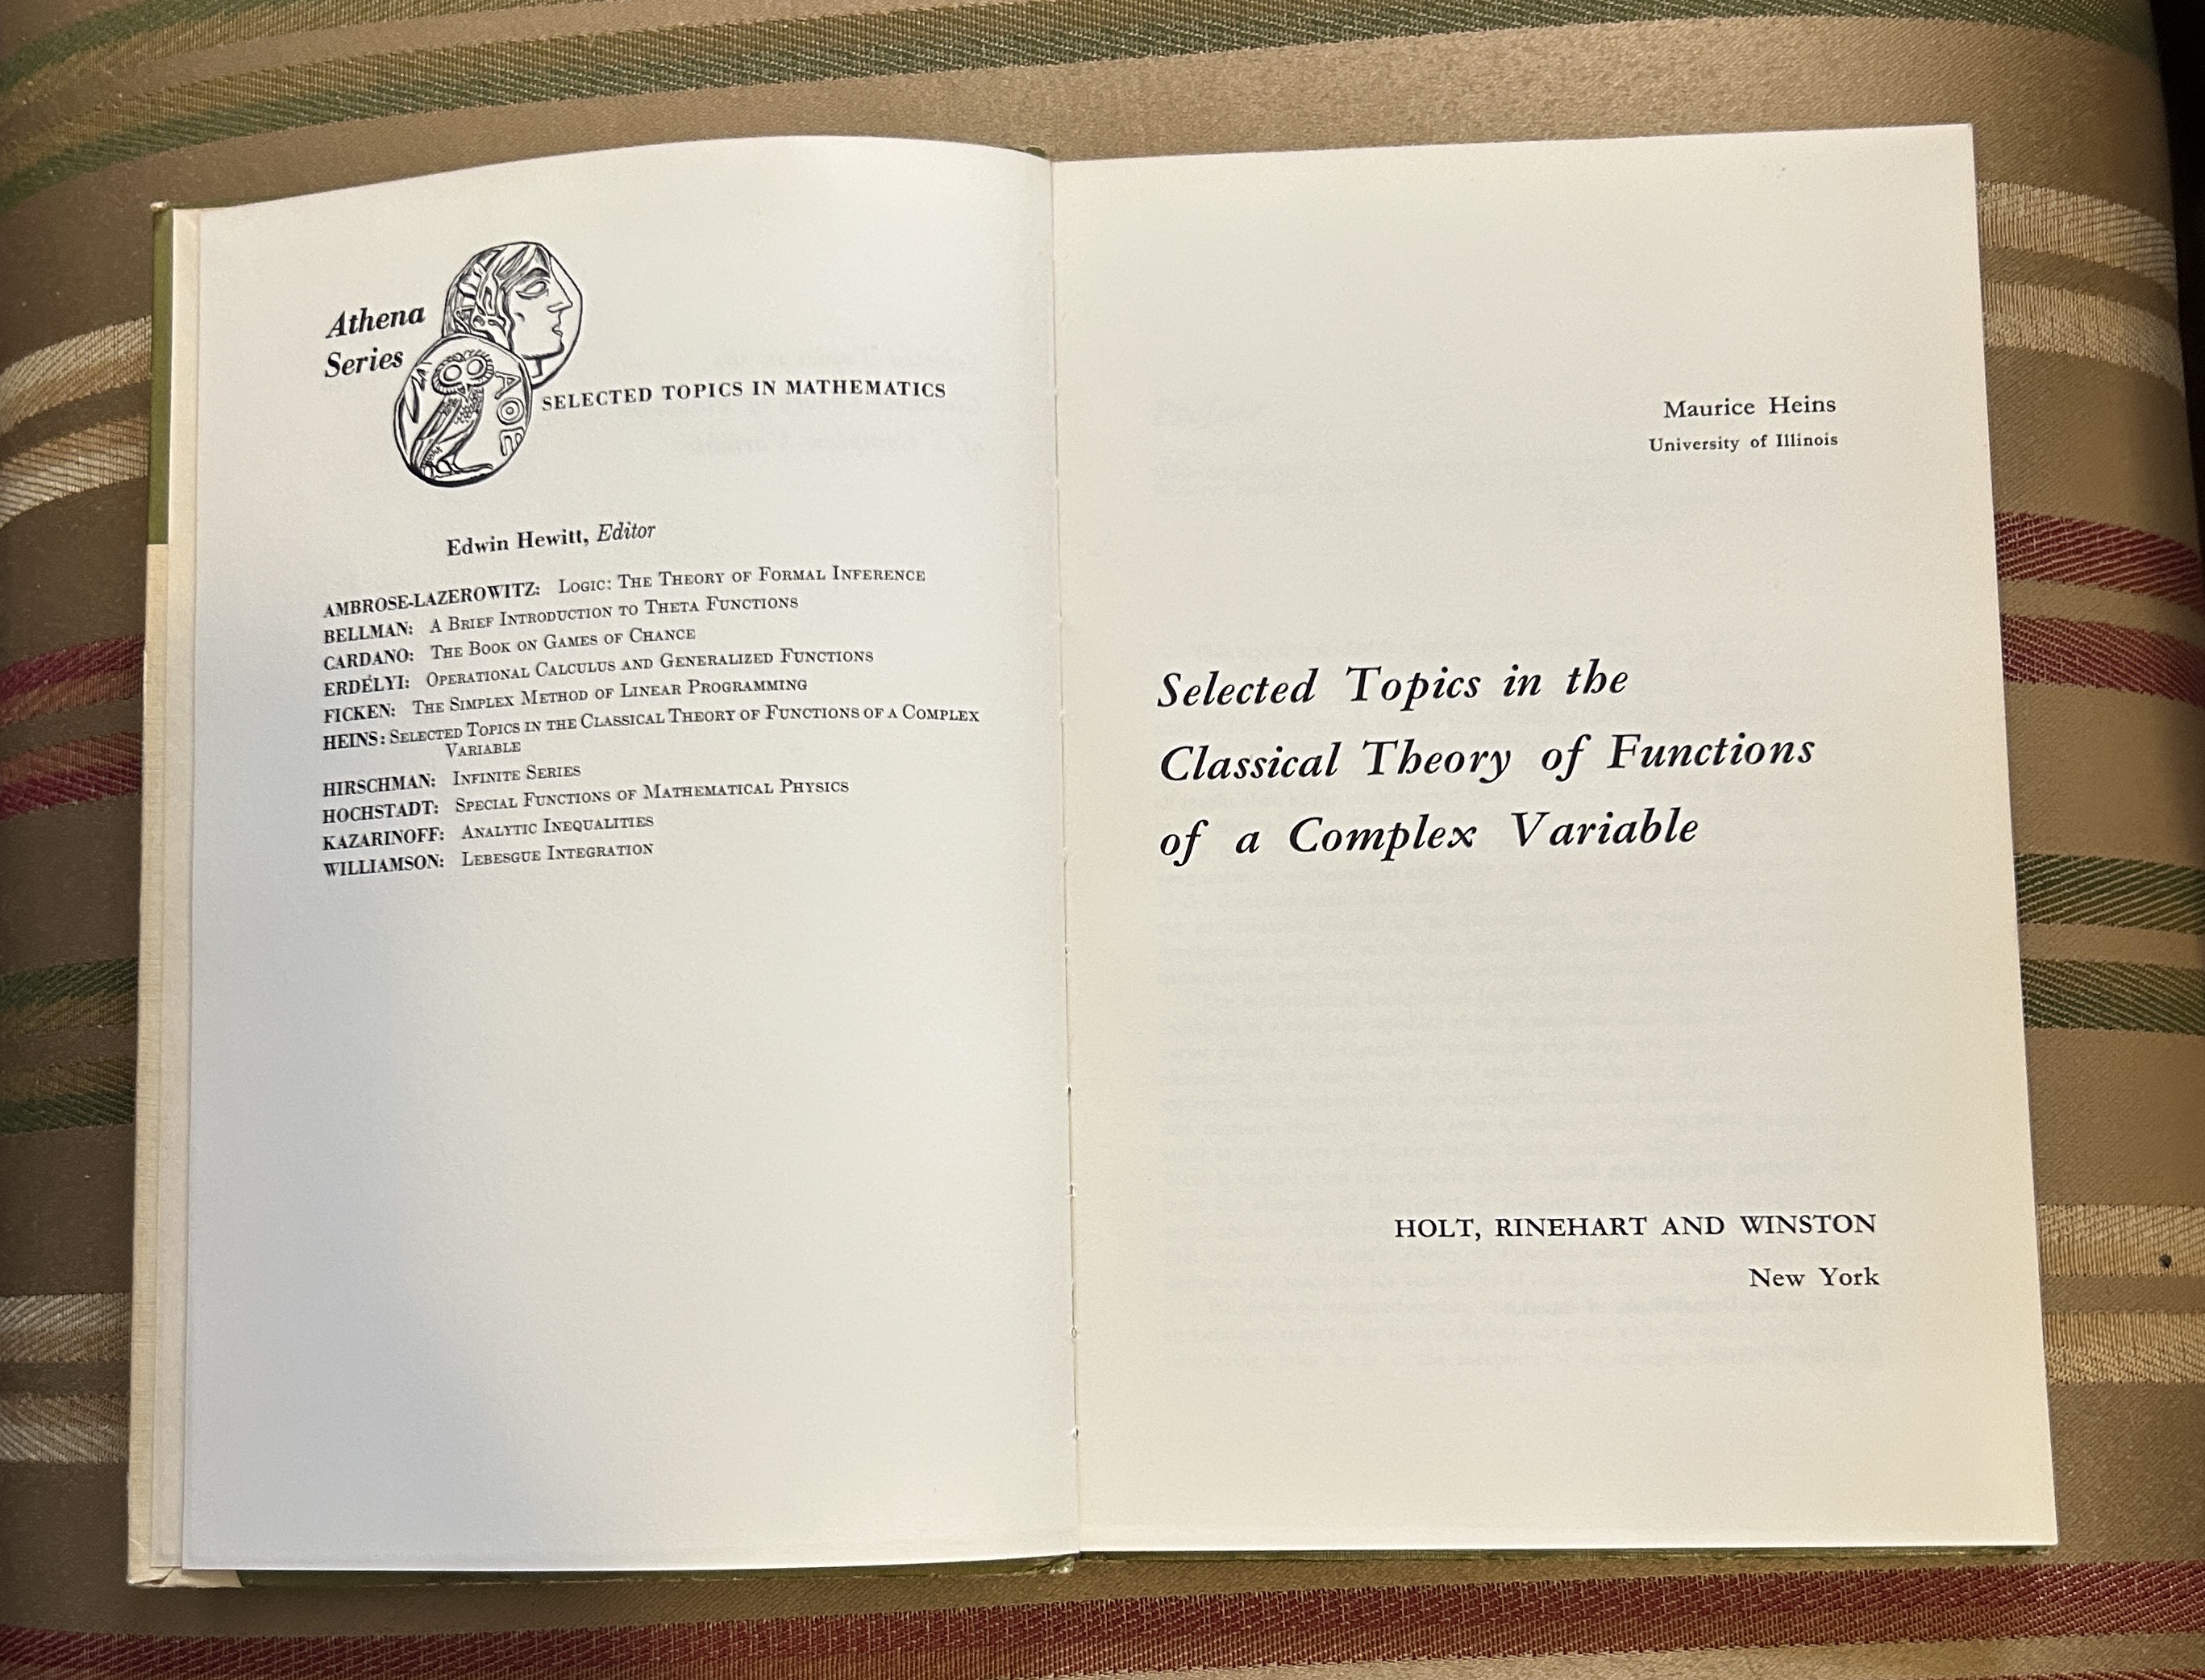 Athena
Series
ΑΘΕ
SELECTED TOPICS IN MATHEMATICS
Edwin Hewitt, Editor
AMBROSE-LAZEROWITZ: LOGIC: THE THEORY OF FORMAL INFERENCE
BELLMAN: A BRIEF INTRODUCTION TO THETA FUNCTIONS
CARDANO: THE BOOK ON GAMES OF CHANCE
ERDÉLYI: OPERATIONAL CALCULUS AND GENERALIZED FUNCTIONS
FICKEN: THE SIMPLEX METHOD OF LINEAR PROGRAMMING
HEINS: SELECTED TOPICS IN THE CLASSICAL THEORY OF FUNCTIONS OF A COMPLEX
VARIABLE
HIRSCHMAN: INFINITE SERIES
HOCHSTADT: SPECIAL FUNCTIONS OF MATHEMATICAL PHYSICS
KAZARINOFF: ANALYTIC INEQUALITIES
WILLIAMSON: LEBESGUE INTEGRATION
Maurice Heins
University of Illinois
Selected Topics in the
Classical Theory of Functions
of a Complex Variable
HOLT, RINEHART AND WINSTON
New York